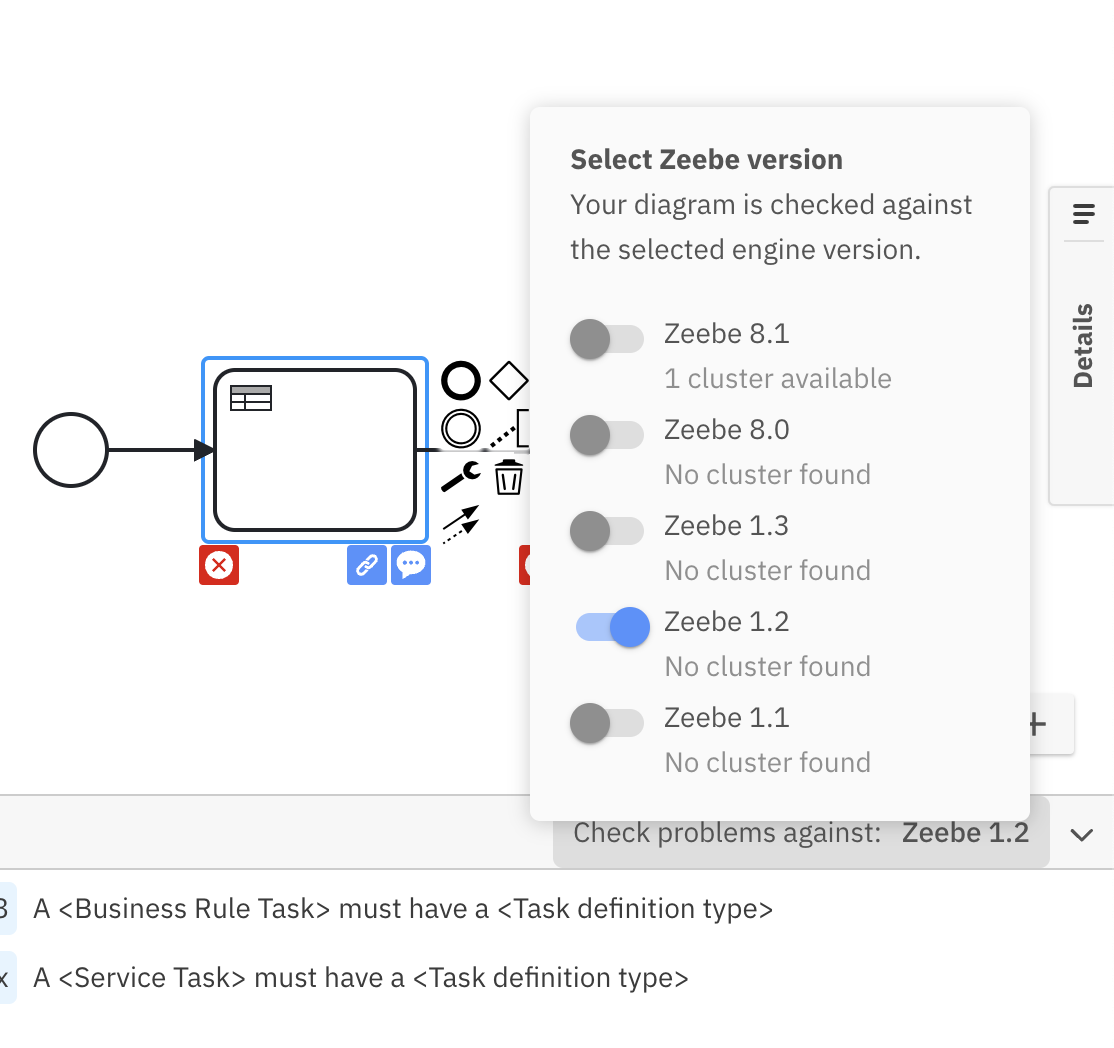 Select Zeebe version
Your diagram is checked against
the selected engine version.
Zeebe 8.1
1 cluster available
Zeebe 8.0
No cluster found
Zeebe 1.3
No cluster found
Zeebe 1.2
No cluster found
Zeebe 1.1
No cluster found
Details
Check problems against: Zeebe 1.2
A <Business Rule Task> must have a <Task definition type>
A <Service Task> must have a <Task definition type>